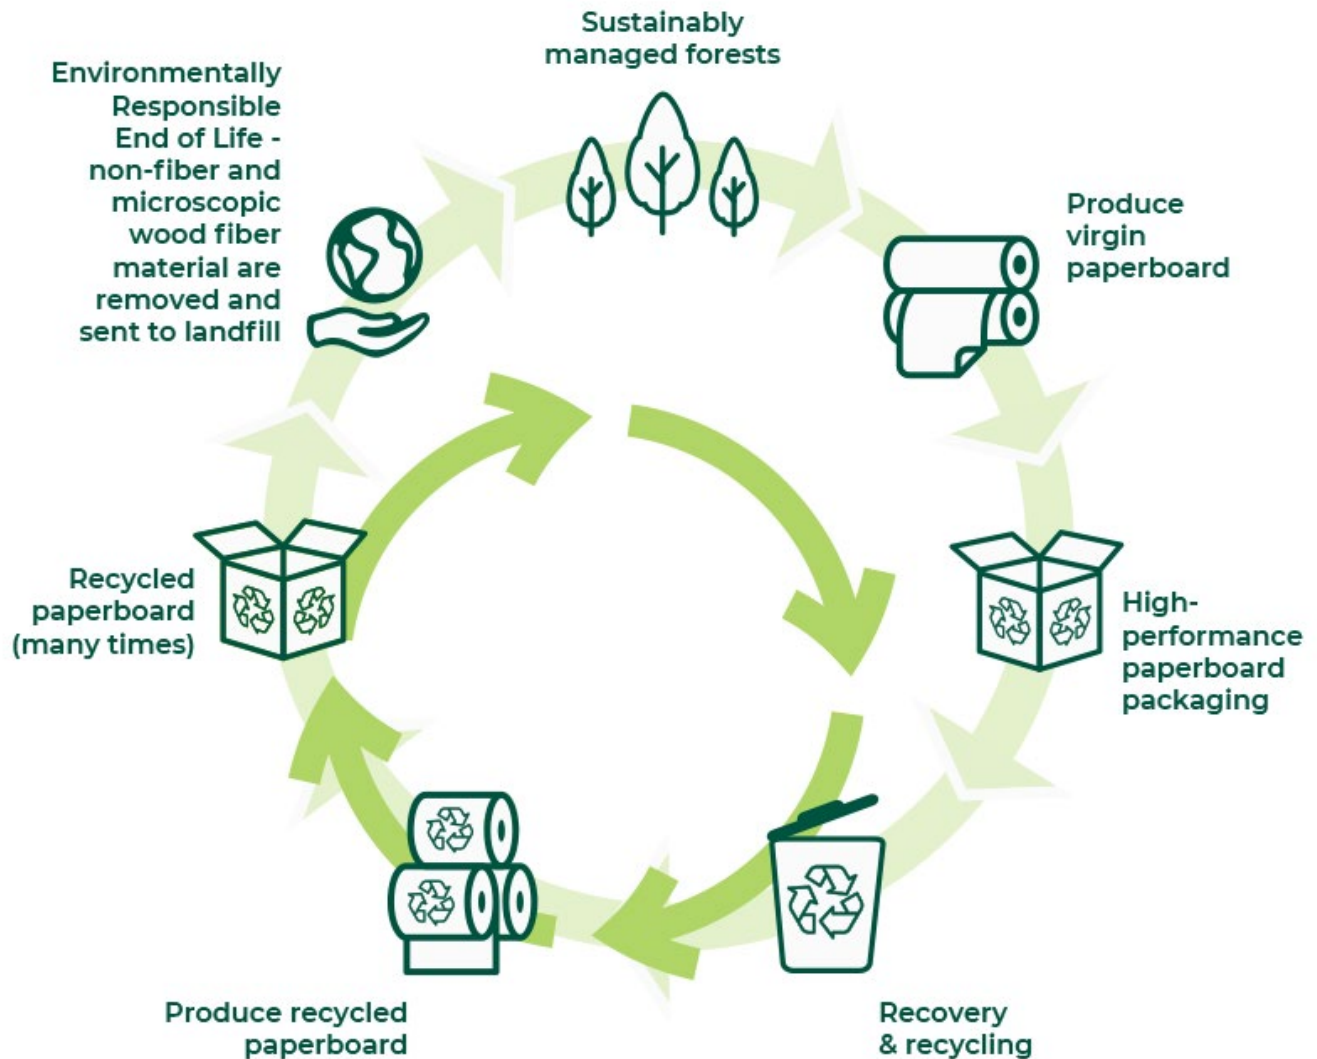 Sustainably
managed forests
Produce
virgin
paperboard
High-
performance
paperboard
packaging
Recovery
& recycling
Produce recycled
paperboard
Recycled
paperboard
(many times)
Environmentally
Responsible
End of Life -
non-fiber and
microscopic
wood fiber
material are
removed and
sent to landfill